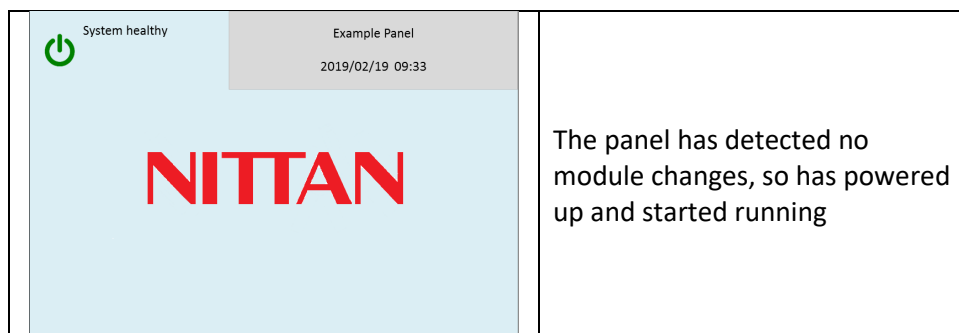 System healthy
Example Panel
2019/02/19 09:33
NITTAN
The panel has detected no
module changes, so has powered
up and started running